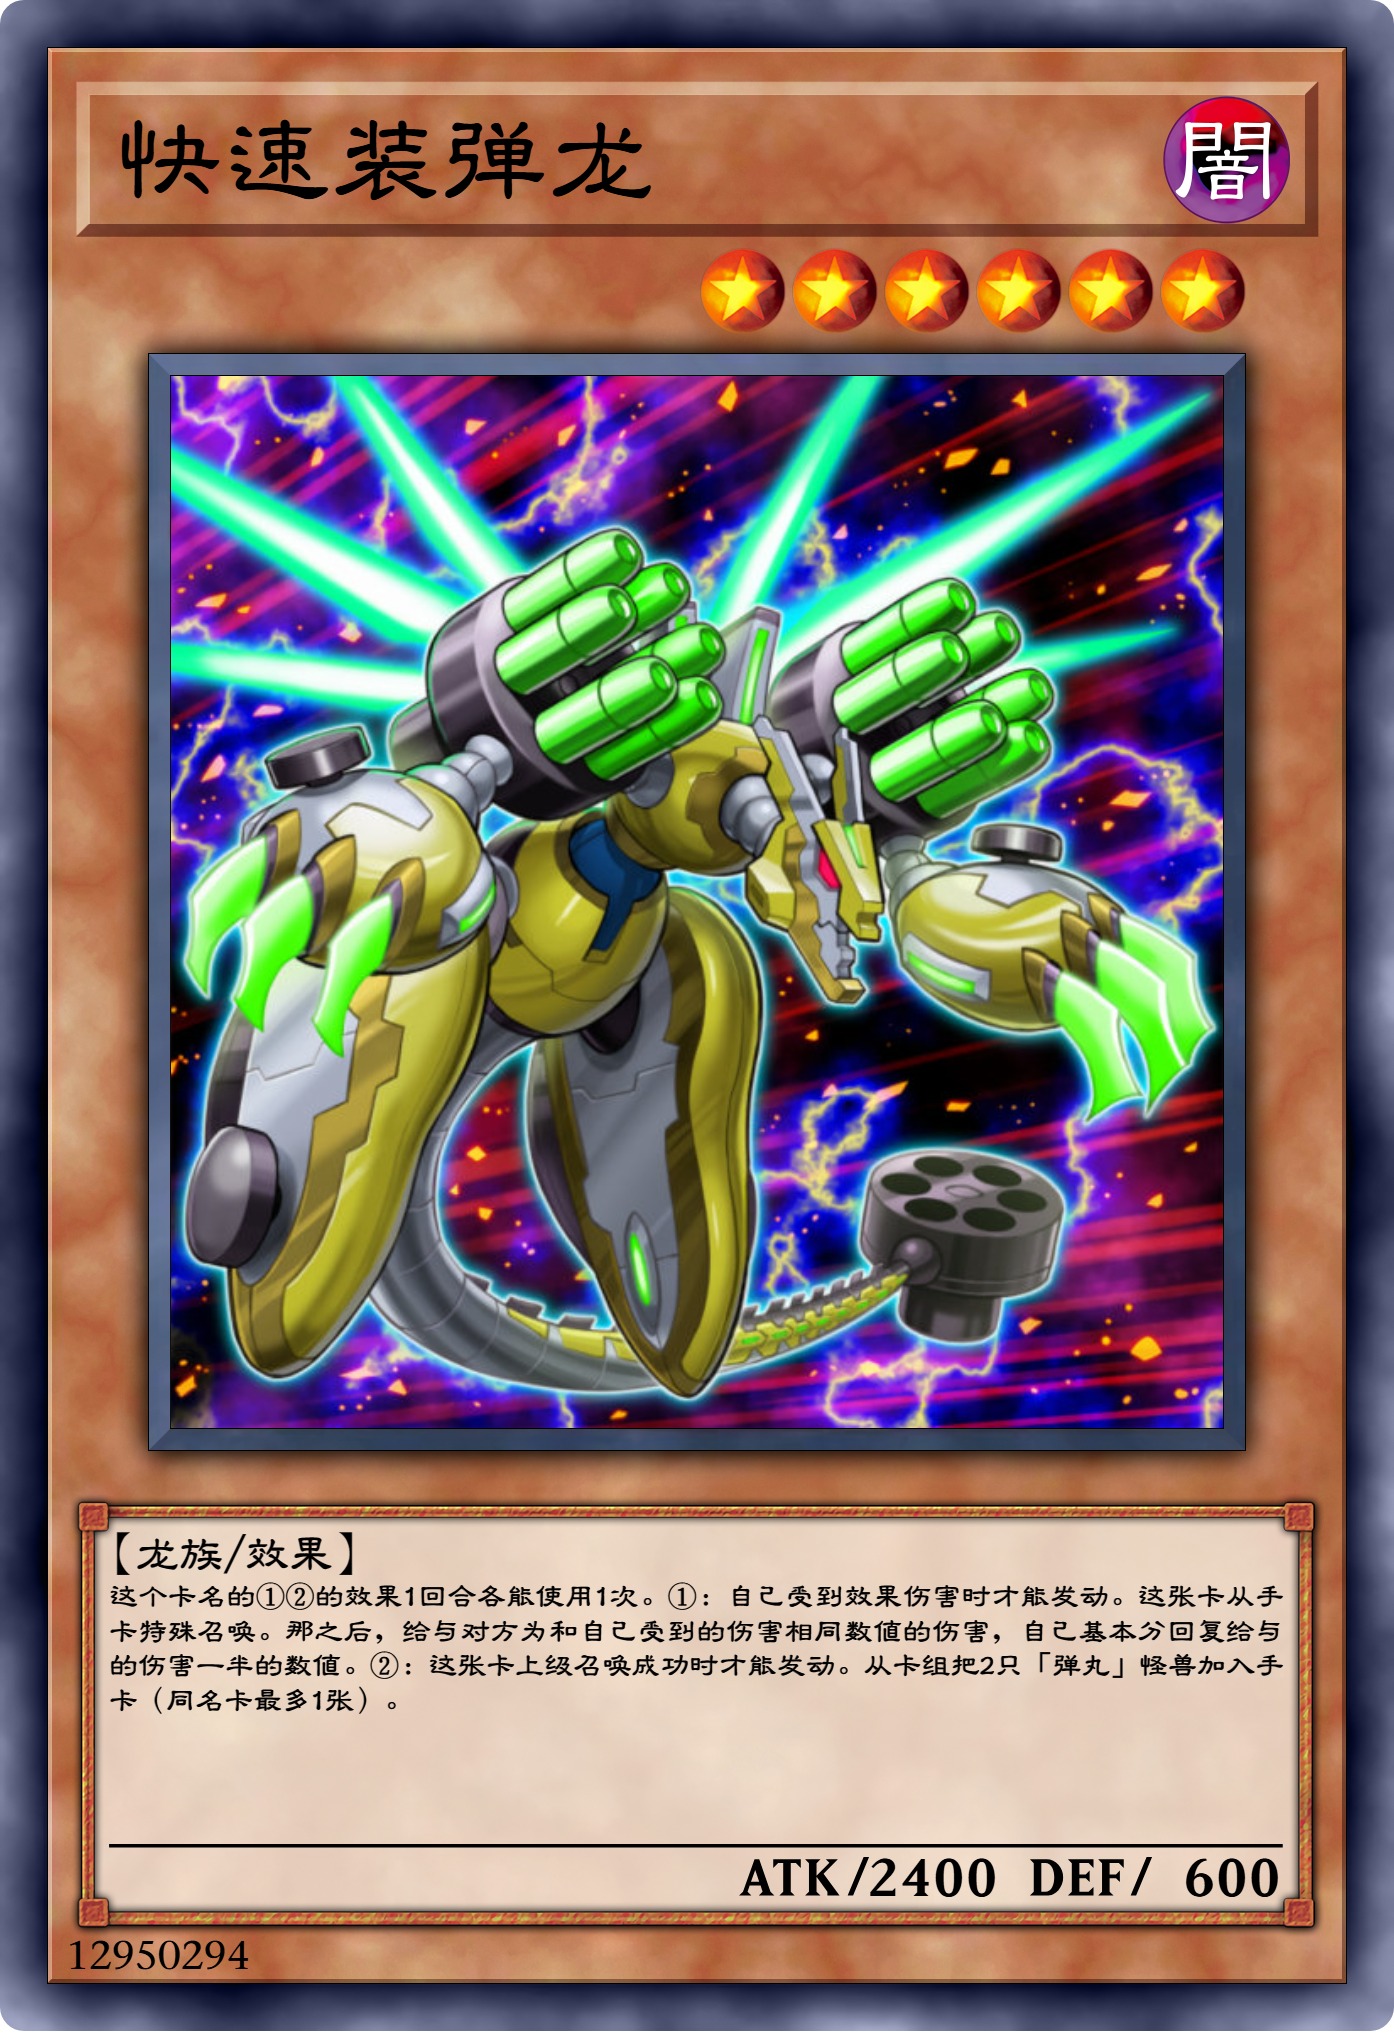 快速装弹龙
闇
【龙族/效果】
这个卡名的①②的效果1回合各能使用1次。①：自己受到效果伤害时才能发动。这张卡从手
卡特殊召唤。那之后，给与对方为和自己受到的伤害相同数值的伤害，自己基本分回复给与
的伤害一半的数值。②：这张卡上级召唤成功时才能发动。从卡组把2只「弹丸」怪兽加入手
卡（同名卡最多1张）。
ATK/2400 DEF/ 600
12950294